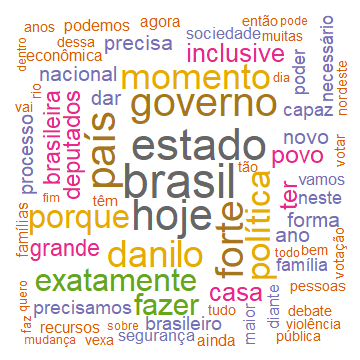 anos podemos agora sociedade então pode
dessa muitas
dentro econômica precisa inclusive poder necessário
nacional momento dia nordeste
rio
vai processo brasileira deputados dar governo capaz
país estado novo votar
tão povo
fim têm brasil ter vamos
neste
famílias porque hoje forte política forma
grande danilo ano todo bem votação
família
exatamente casa pessoas
faz quero precisamos fazer tudo maior diante debate
recursos sobre brasileiro violência
mudança vexa segurança ainda pública